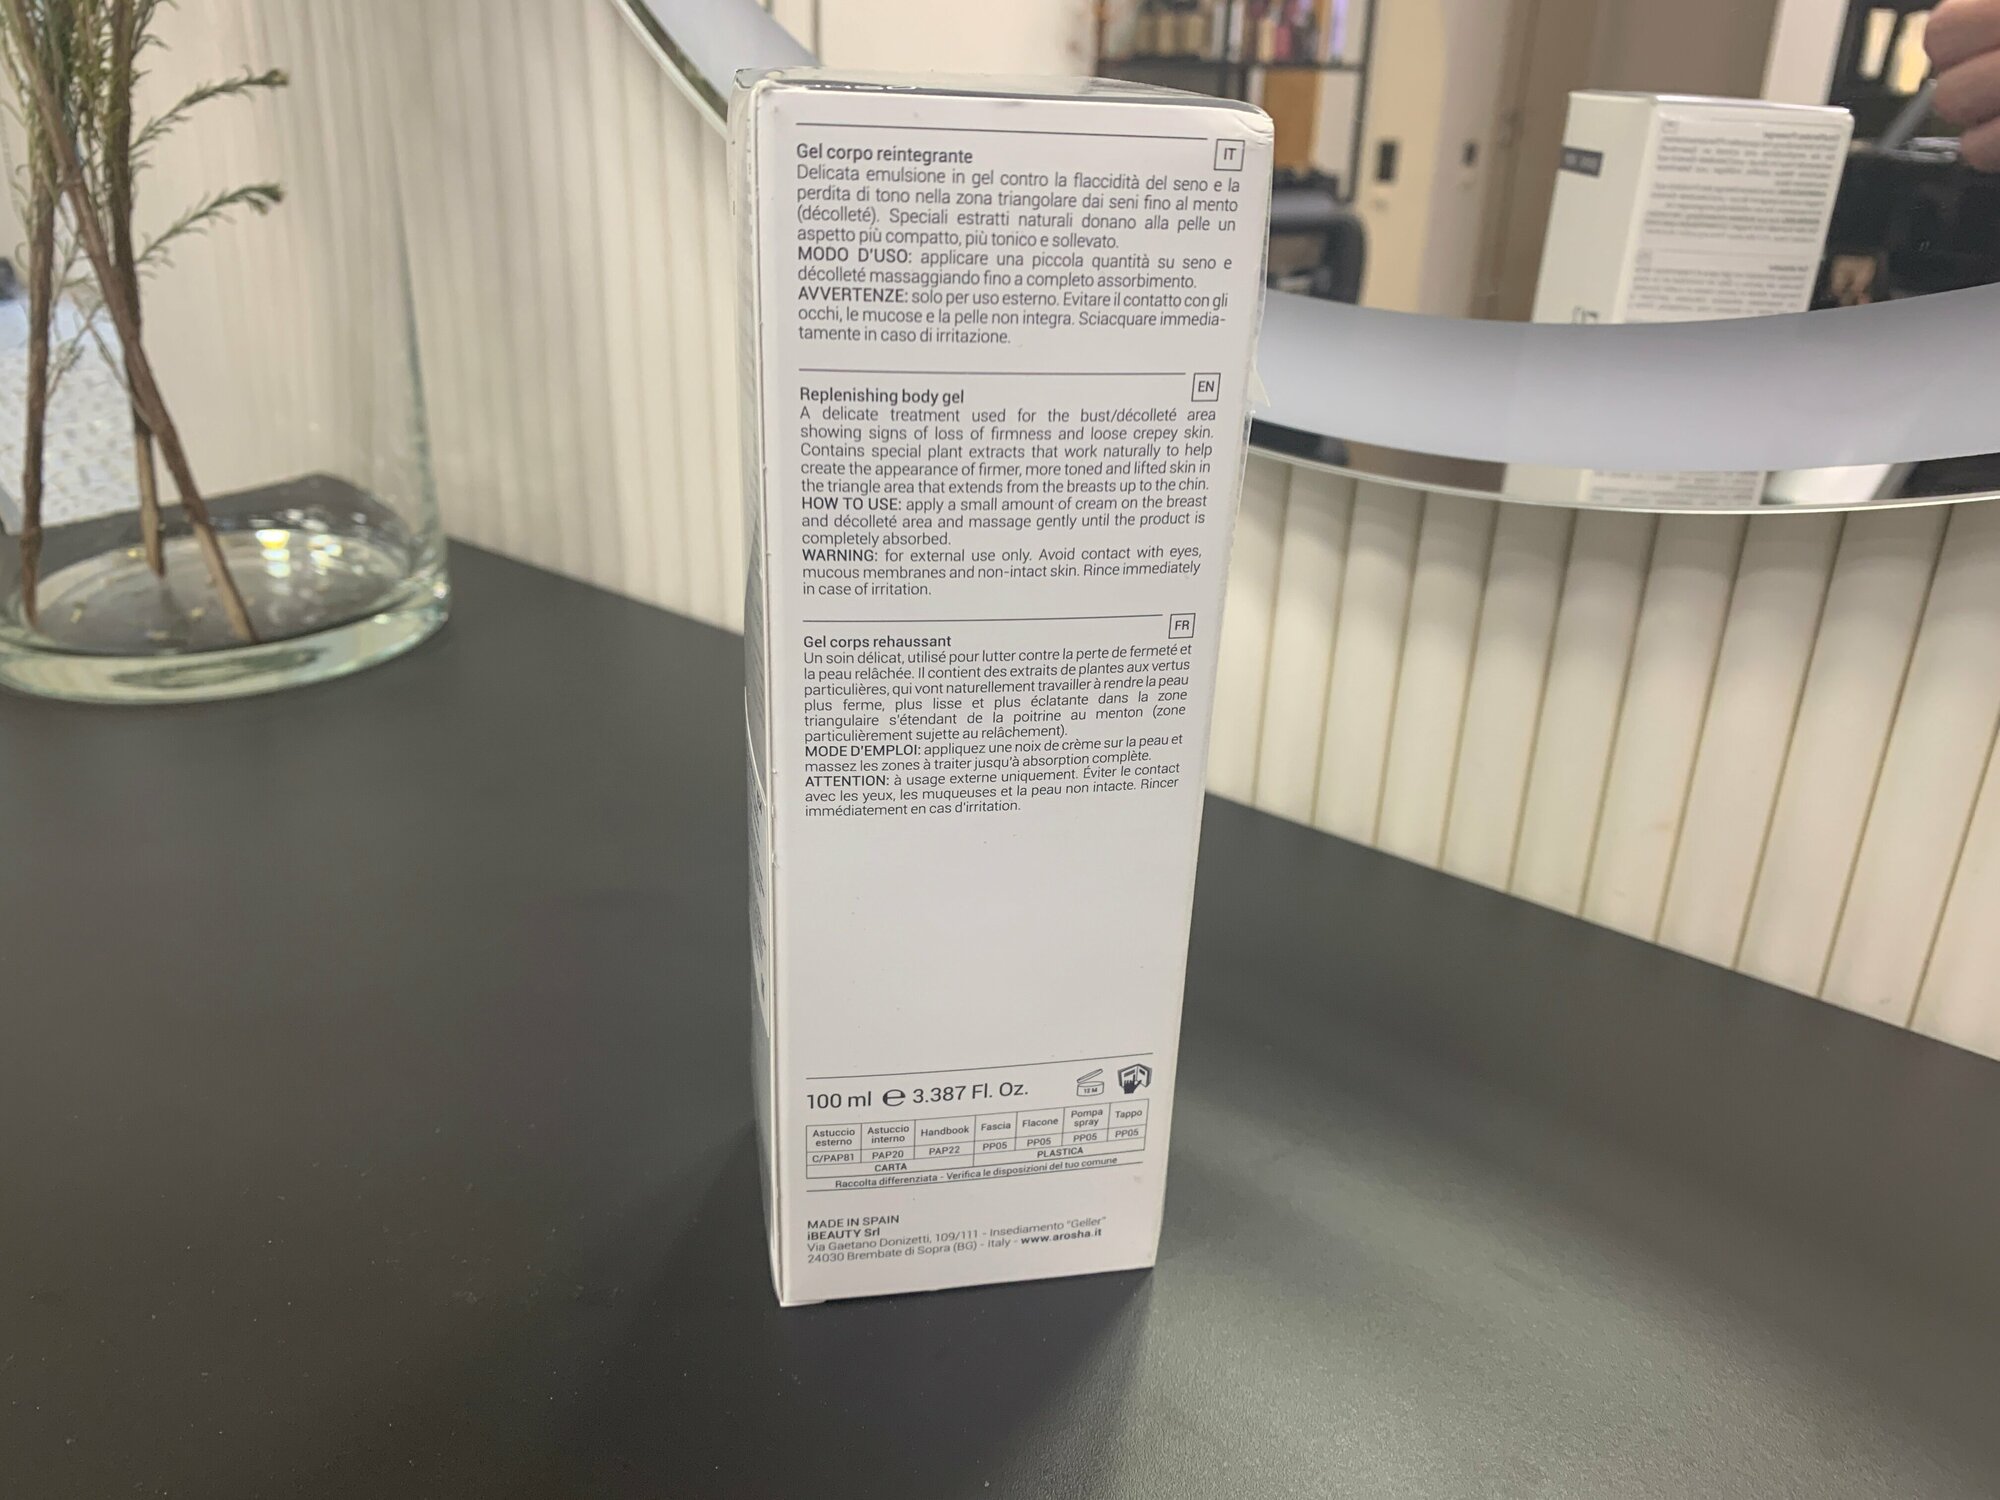 IT
Gel corpo reintegrante
Delicata emulsione in gel contro la flaccidità del seno e la
perdita di tono nella zona triangolare dai seni fino al mento
(décolleté). Speciali estratti naturali donano alla pelle un
aspetto più compatto, più tonico e sollevato.
MODO D'USO: applicare una piccola quantità su seno e
décolleté massaggiando fino a completo assorbimento.
AVVERTENZE: solo per uso esterno. Evitare il contatto con gli
occhi, le mucose e la pelle non integra. Sciacquare immedia-
tamente in caso di irritazione.
EN
Replenishing body gel
A delicate treatment used for the bust/décolleté area
showing signs of loss of firmness and loose crepey skin.
Contains special plant extracts that work naturally to help
create the appearance of firmer, more toned and lifted skin in
the triangle area that extends from the breasts up to the chin.
HOW TO USE: apply a small amount of cream on the breast
and décolleté area and massage gently until the product is
completely absorbed.
WARNING: for external use only. Avoid contact with eyes,
mucous membranes and non-intact skin. Rince immediately
in case of irritation.
FR
Gel corps rehaussant
Un soin délicat, utilisé pour lutter contre la perte de fermeté et
la peau relâchée. Il contient des extraits de plantes aux vertus
particulières, qui vont naturellement travailler à rendre la peau
plus ferme, plus lisse et plus éclatante dans la zone
triangulaire s'étendant de la poitrine au menton (zone
particulièrement sujette au relâchement).
MODE D'EMPLOI: appliquez une noix de crème sur la peau et
massez les zones à traiter jusqu'à absorption complète.
ATTENTION: à usage externe uniquement. Éviter le contact
avec les yeux, les muqueuses et la peau non intacte. Rincer
immédiatement en cas d'irritation.
100 ml ℮ 3.387 Fl. Oz.
12 M
Astuccio esterno Astuccio interno Handbook Fascia Flacone Pompa spray Tappo
C/PAP81 PAP20 PAP22 PP05 PP05 PP05 PP05
CARTA PLASTICA
Raccolta differenziata - Verifica le disposizioni del tuo comune
MADE IN SPAIN
iBEAUTY Srl
Via Gaetano Donizetti, 109/111 - Insediamento "Geller"
24030 Brembate di Sopra (BG) - Italy - www.arosha.it